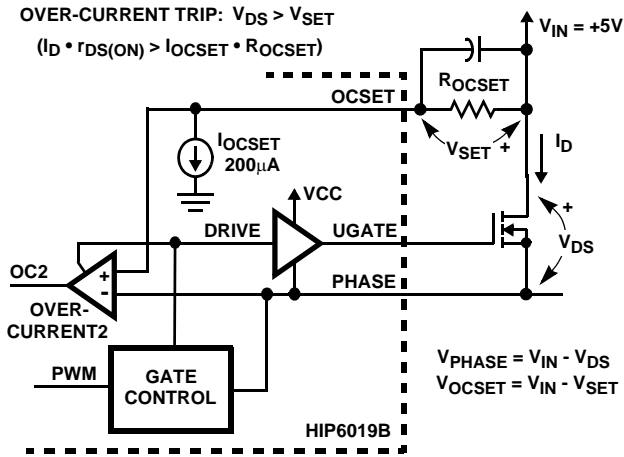 OVER-CURRENT TRIP: VDS > VSET
(ID • rDS(ON) > IOCSET • ROCSET)
VIN = +5V
ROCSET
OCSET
VSET +
ID
IOCSET
200µA
VCC
DRIVE
UGATE
+
VDS
OC2
+
-
PHASE
OVER-
CURRENT2
PWM
GATE
CONTROL
HIP6019B
VPHASE = VIN - VDS
VOCSET = VIN - VSET